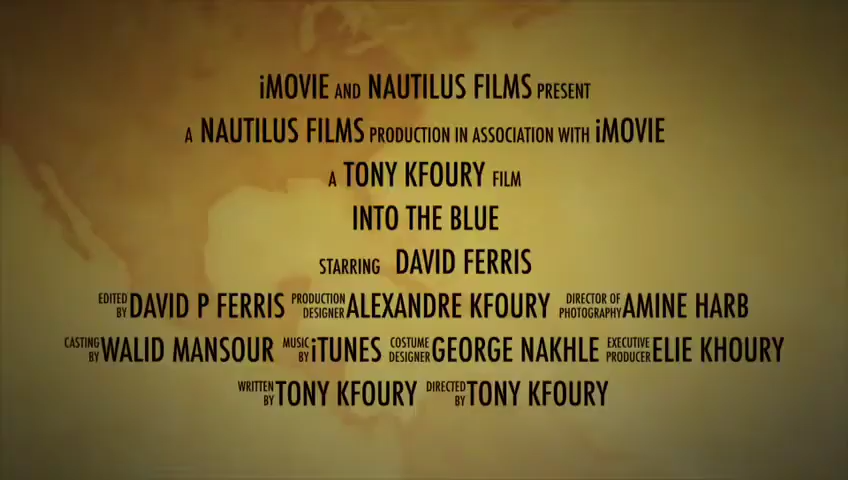 iMOVIE AND NAUTILUS FILMS PRESENT
A NAUTILUS FILMS PRODUCTION IN ASSOCIATION WITH iMOVIE
A TONY KFOURY FILM
INTO THE BLUE
STARRING DAVID FERRIS
EDITED BY DAVID P FERRIS PRODUCTION DESIGNER ALEXANDRE KFOURY DIRECTOR OF PHOTOGRAPHY AMINE HARB
CASTING BY WALID MANSOUR MUSIC BY iTUNES COSTUME DESIGNER GEORGE NAKHLE EXECUTIVE PRODUCER ELIE KHOURY
WRITTEN BY TONY KFOURY DIRECTED BY TONY KFOURY